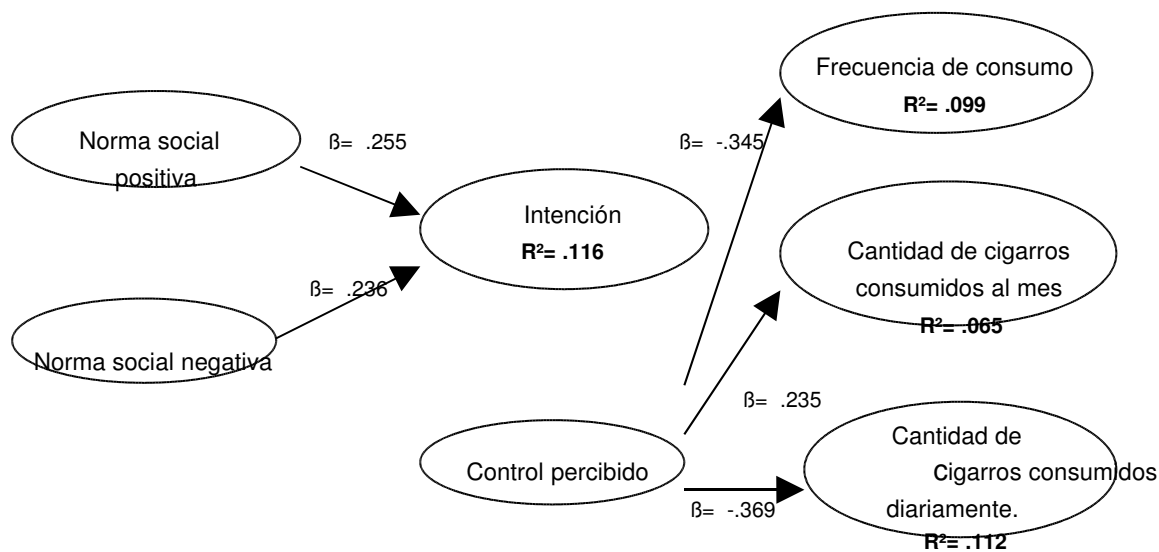 Norma social
positiva
ß= .255
Norma social negativa
ß= .236
Intención
R²= .116
Control percibido
ß= -.345
Frecuencia de consumo
R²= .099
ß= .235
Cantidad de cigarros
consumidos al mes
R²= .065
ß= -.369
Cantidad de
Cigarros consumidos
diariamente.
R²= .112